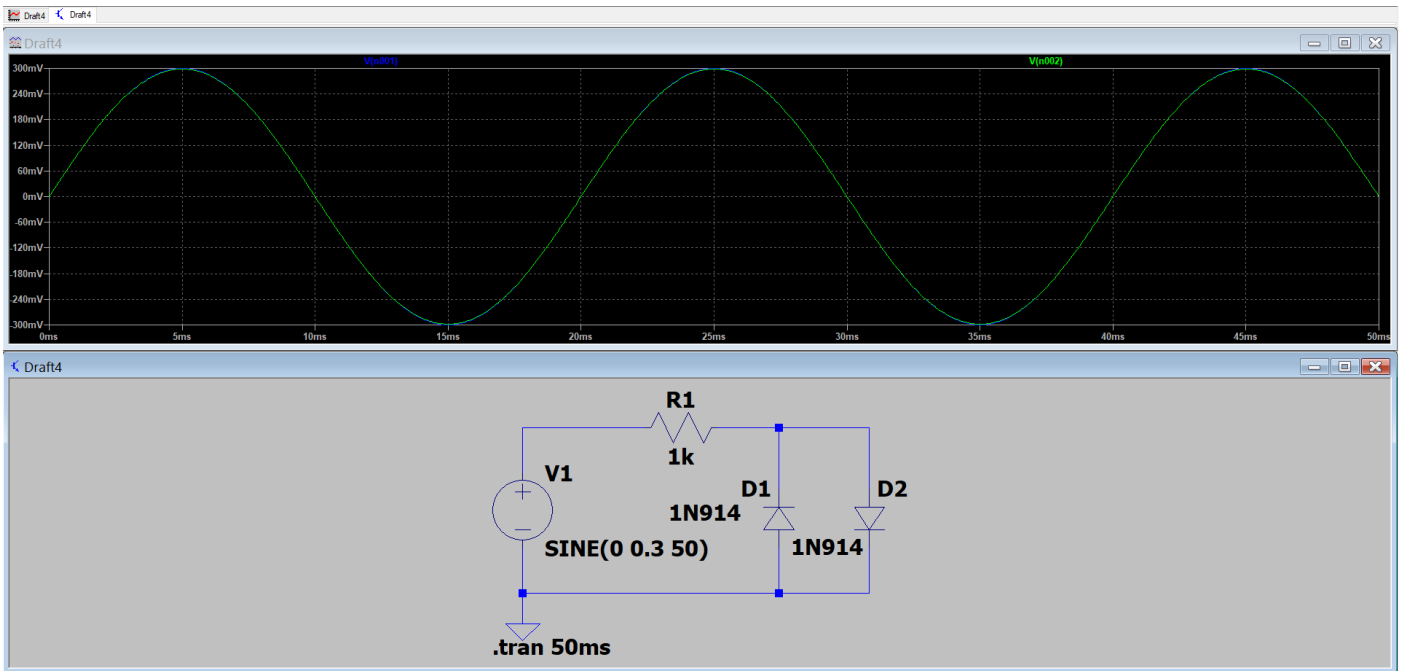 Draft4 Draft4
Draft4
V(n001) V(n002)
300mV
240mV
180mV
120mV
60mV
0mV
-60mV
-120mV
-180mV
-240mV
-300mV
0ms 5ms 10ms 15ms 20ms 25ms 30ms 35ms 40ms 45ms 50ms
Draft4
R1
1k
V1
D1 D2
1N914
SINE(0 0.3 50) 1N914
.tran 50ms